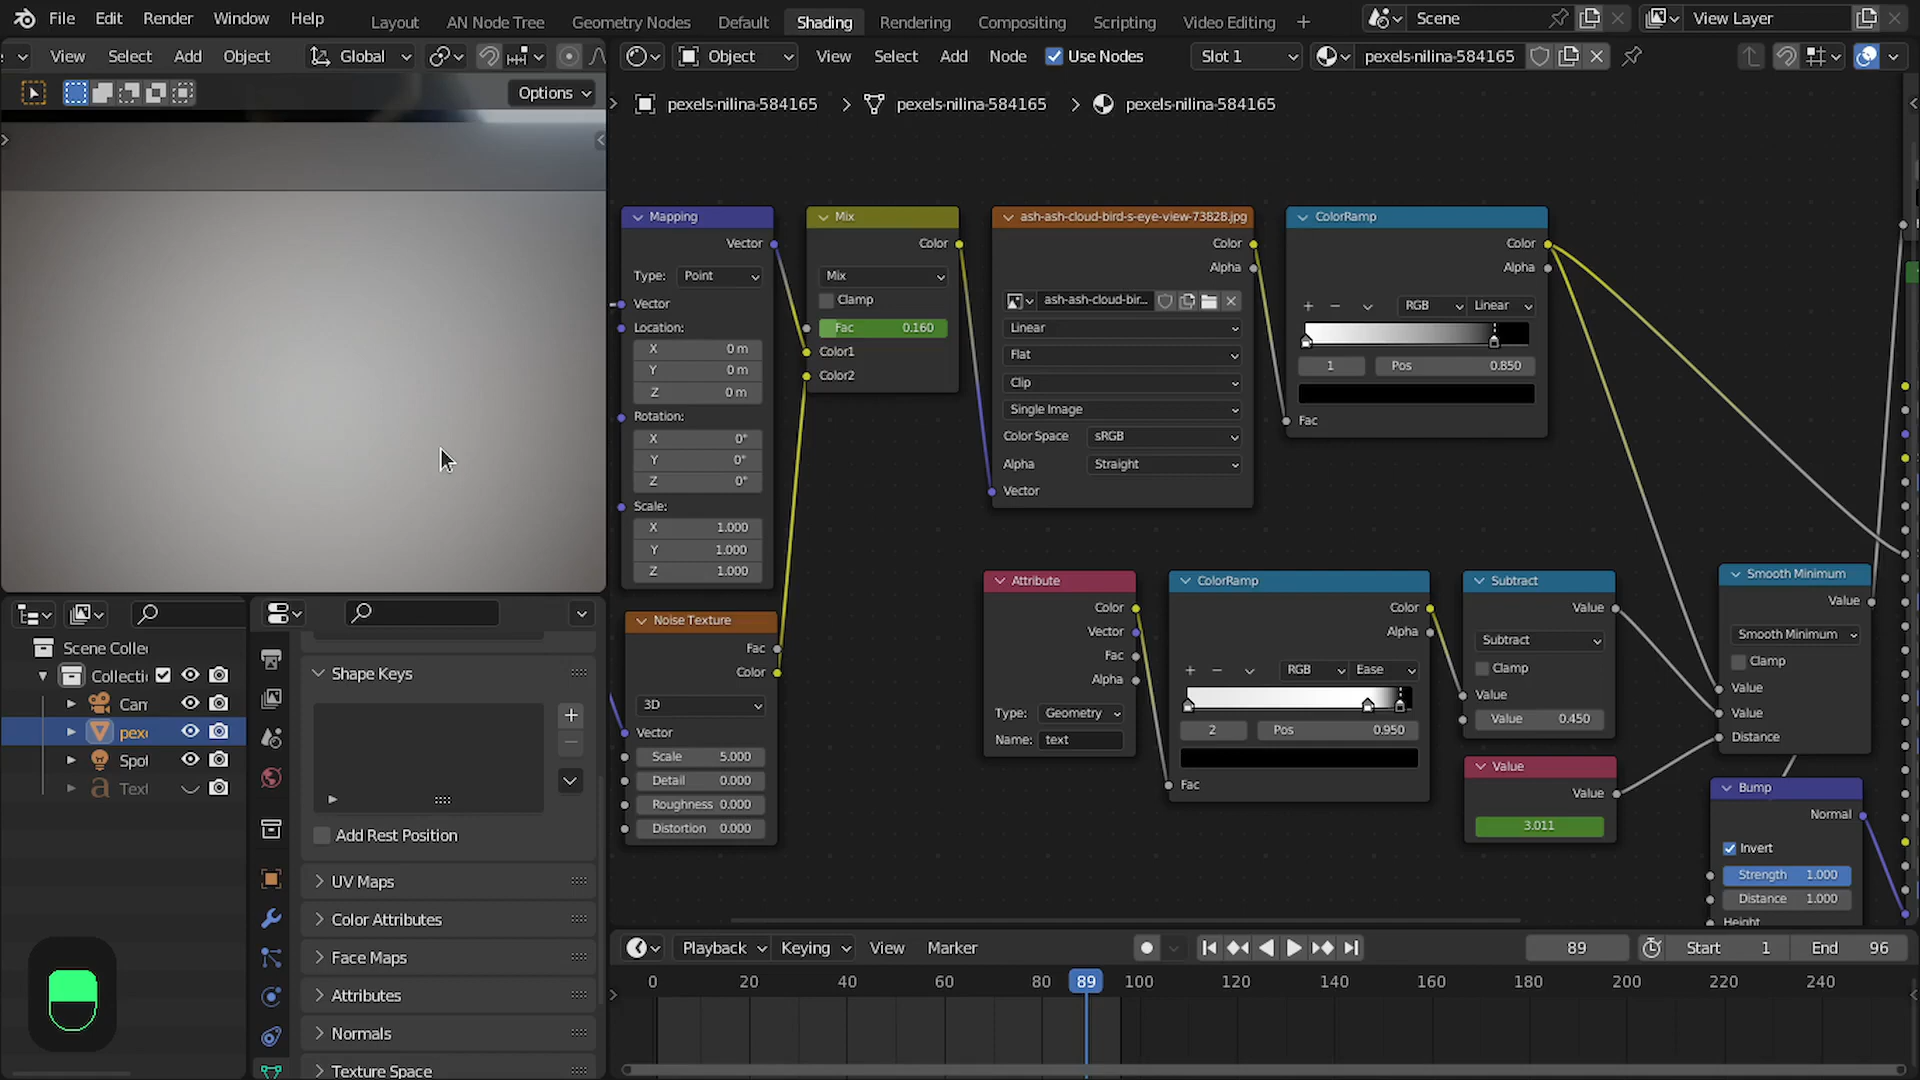 File Edit Render Window Help Layout AN Node Tree Geometry Nodes Default Shading Rendering Compositing Scripting Video Editing + Scene View Layer
View Select Add Object Global Object View Select Add Node Use Nodes Slot 1 pexels-nilina-584165
Options
pexels-nilina-584165 > pexels-nilina-584165 > pexels-nilina-584165
Mapping
Vector
Type: Point
Vector
Location:
X 0 m
Y 0 m
Z 0 m
Rotation:
X 0°
Y 0°
Z 0°
Scale:
X 1.000
Y 1.000
Z 1.000
Mix
Color
Mix
Clamp
Fac 0.160
Color1
Color2
ash-ash-cloud-bird-s-eye-view-73828.jpg
Color
Alpha
ash-ash-cloud-bir...
Linear
Flat
Clip
Single Image
Color Space sRGB
Alpha Straight
Vector
ColorRamp
Color
Alpha
+ − RGB Linear
1 Pos 0.850
Fac
Noise Texture
Fac
Color
3D
Vector
Scale 5.000
Detail 0.000
Roughness 0.000
Distortion 0.000
Attribute
Color
Vector
Fac
Alpha
Type: Geometry
Name: text
ColorRamp
Color
Alpha
+ − RGB Ease
2 Pos 0.950
Fac
Subtract
Value
Subtract
Clamp
Value
Value 0.450
Value
Value
3.011
Smooth Minimum
Value
Smooth Minimum
Clamp
Value
Value
Distance
Bump
Normal
Invert
Strength 1.000
Distance 1.000
Height
Scene Colle
Collecti
Can
pexe
Spot
Text
Shape Keys
Add Rest Position
UV Maps
Color Attributes
Face Maps
Attributes
Normals
Texture Space
Playback Keying View Marker 89 Start 1 End 96
0 20 40 60 80 89 100 120 140 160 180 200 220 240